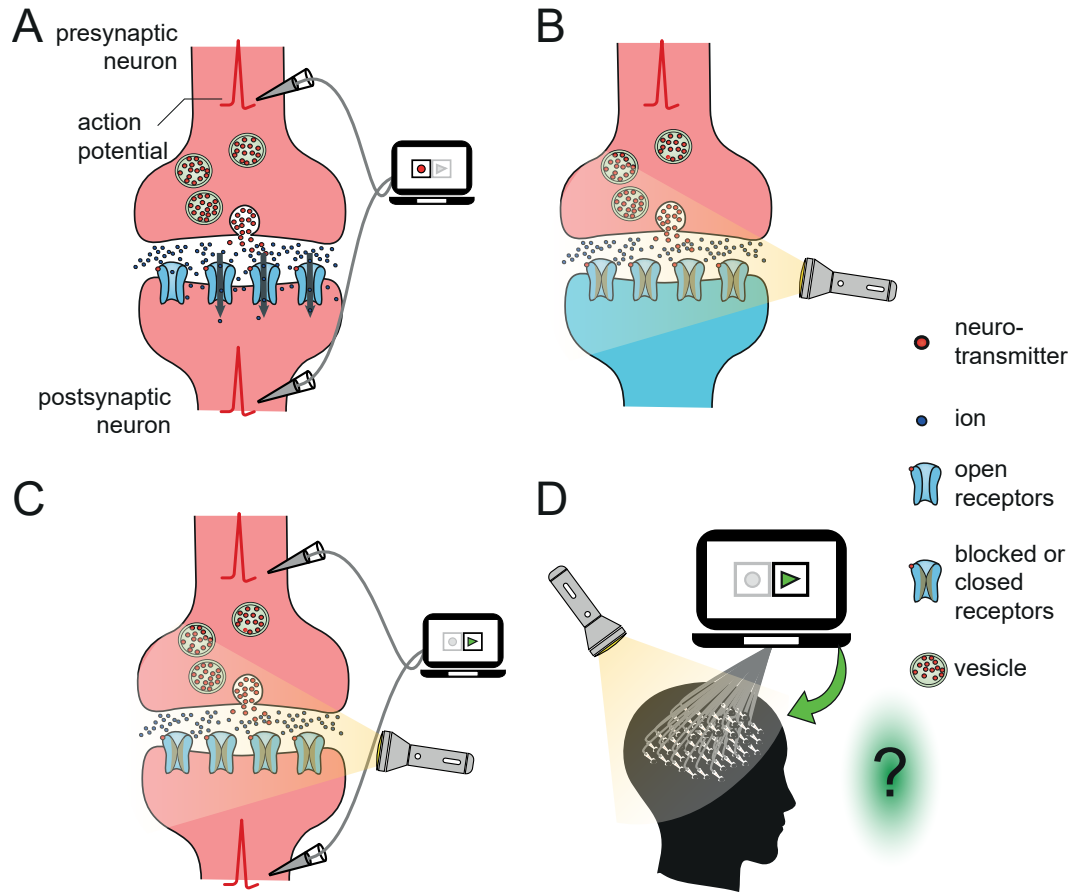 A
presynaptic
neuron
action
potential
postsynaptic
neuron
B
neuro-
transmitter
ion
open
receptors
blocked or
closed
receptors
vesicle
C
D
?